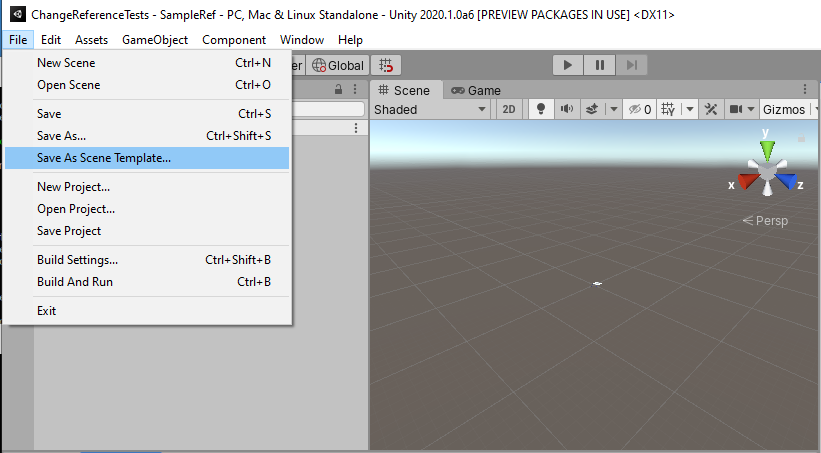 ChangeReferenceTests - SampleRef - PC, Mac & Linux Standalone - Unity 2020.1.0a6 [PREVIEW PACKAGES IN USE] <DX11>
File Edit Assets GameObject Component Window Help
New Scene Ctrl+N
Open Scene Ctrl+O
Save Ctrl+S
Save As... Ctrl+Shift+S
Save As Scene Template...
New Project...
Open Project...
Save Project
Build Settings... Ctrl+Shift+B
Build And Run Ctrl+B
Exit
er Global
Scene Game
Shaded 2D 0 Gizmos
y
x z
Persp